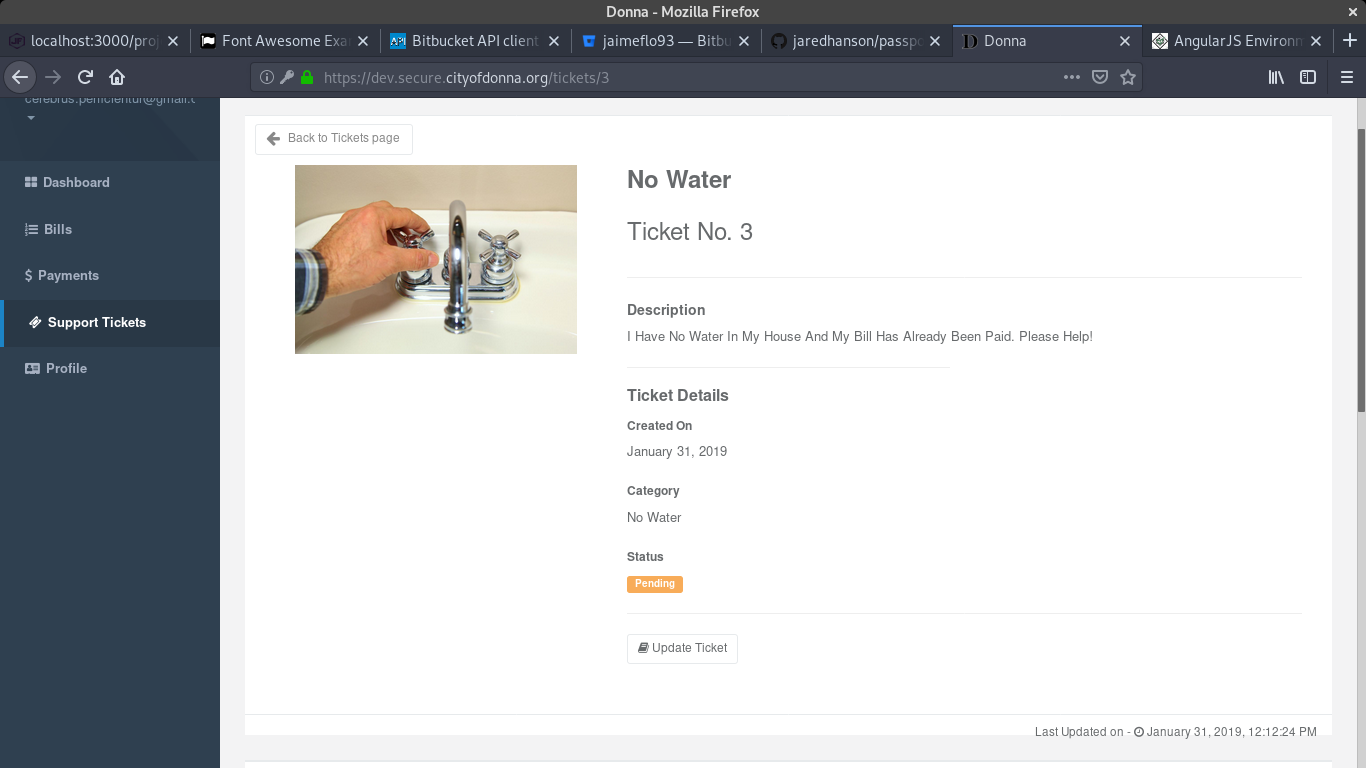 Donna - Mozilla Firefox
localhost:3000/proj
Font Awesome Exa
Bitbucket API client
jaimeflo93 — Bitbu
jaredhanson/passpo
Donna
AngularJS Environm
https://dev.secure.cityofdonna.org/tickets/3
Dashboard
Bills
Payments
Support Tickets
Profile
Back to Tickets page
No Water
Ticket No. 3
Description
I Have No Water In My House And My Bill Has Already Been Paid. Please Help!
Ticket Details
Created On
January 31, 2019
Category
No Water
Status
Pending
Update Ticket
Last Updated on - January 31, 2019, 12:12:24 PM